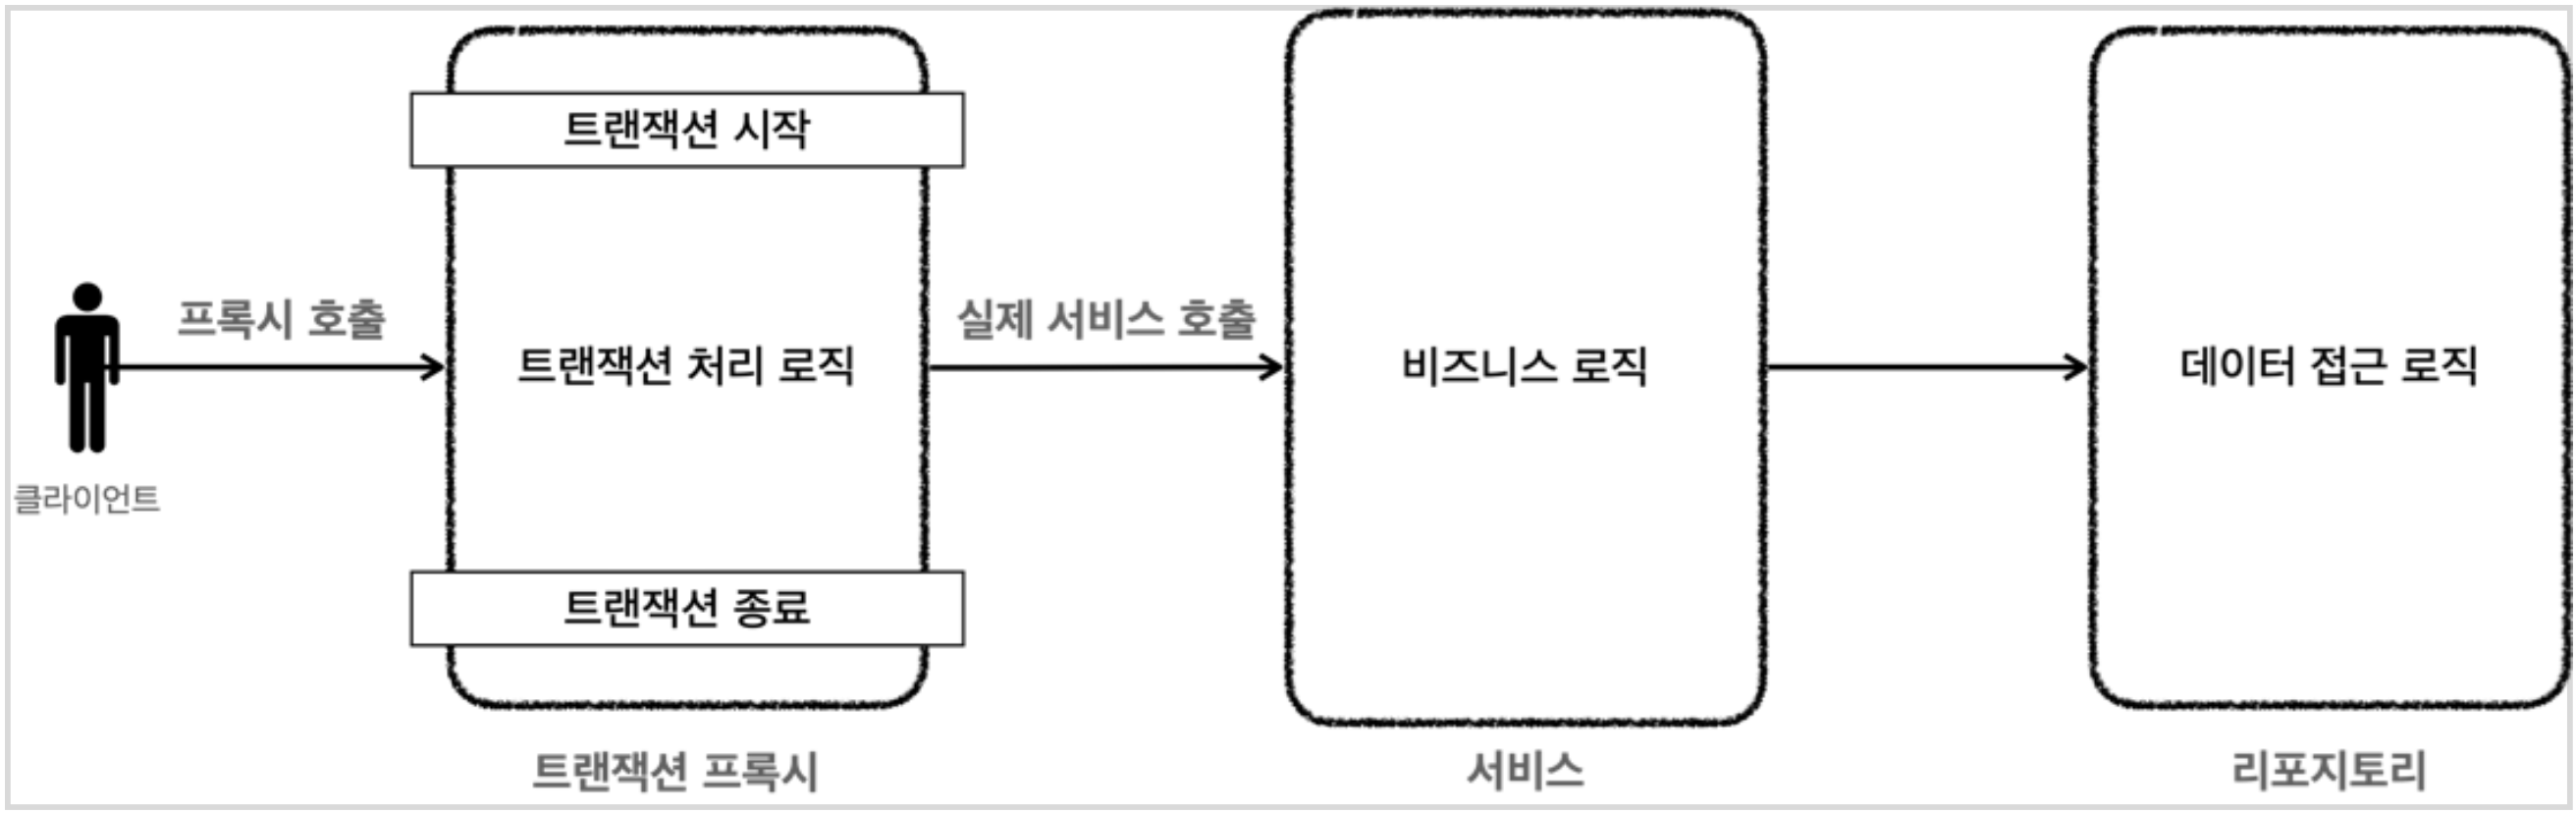 트랜잭션 시작
프록시 호출
실제 서비스 호출
트랜잭션 처리 로직
비즈니스 로직
데이터 접근 로직
클라이언트
트랜잭션 종료
트랜잭션 프록시
서비스
리포지토리